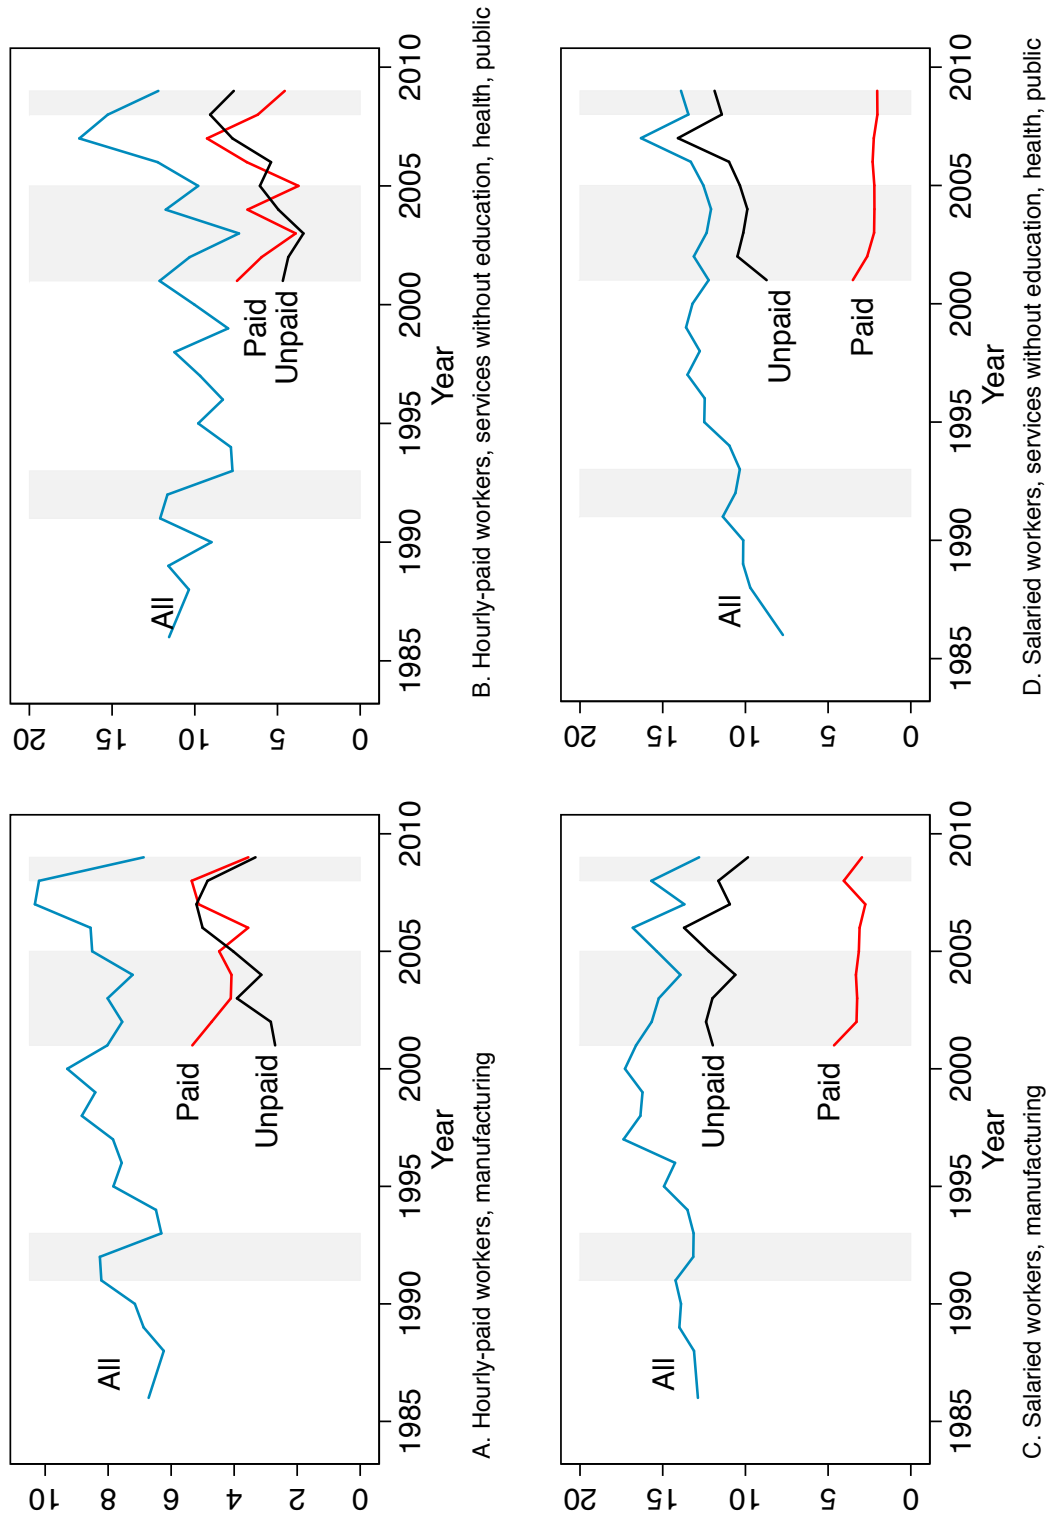 10
8
6
4
2
0
All
Paid
Unpaid
1985
1990
1995
2000
2005
2010
Year
A. Hourly-paid workers, manufacturing
20
15
10
5
0
All
Paid
Unpaid
1985
1990
1995
2000
2005
2010
Year
B. Hourly-paid workers, services without education, health, public
20
15
10
5
0
All
Unpaid
Paid
1985
1990
1995
2000
2005
2010
Year
C. Salaried workers, manufacturing
20
15
10
5
0
All
Unpaid
Paid
1985
1990
1995
2000
2005
2010
Year
D. Salaried workers, services without education, health, public